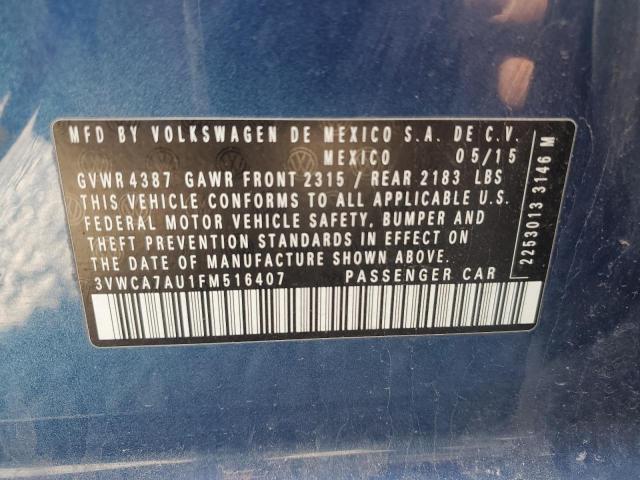 MFD BY VOLKSWAGEN DE MEXICO S.A. DE C.V.
MEXICO 05/15
GVWR 4387 GAWR FRONT 2315 / REAR 2183 LBS
THIS VEHICLE CONFORMS TO ALL APPLICABLE U.S.
FEDERAL MOTOR VEHICLE SAFETY, BUMPER AND
THEFT PREVENTION STANDARDS IN EFFECT ON
THE DATE OF MANUFACTURE SHOWN ABOVE.
3VWCA7AU1FM516407 PASSENGER CAR
2253013 3146 M